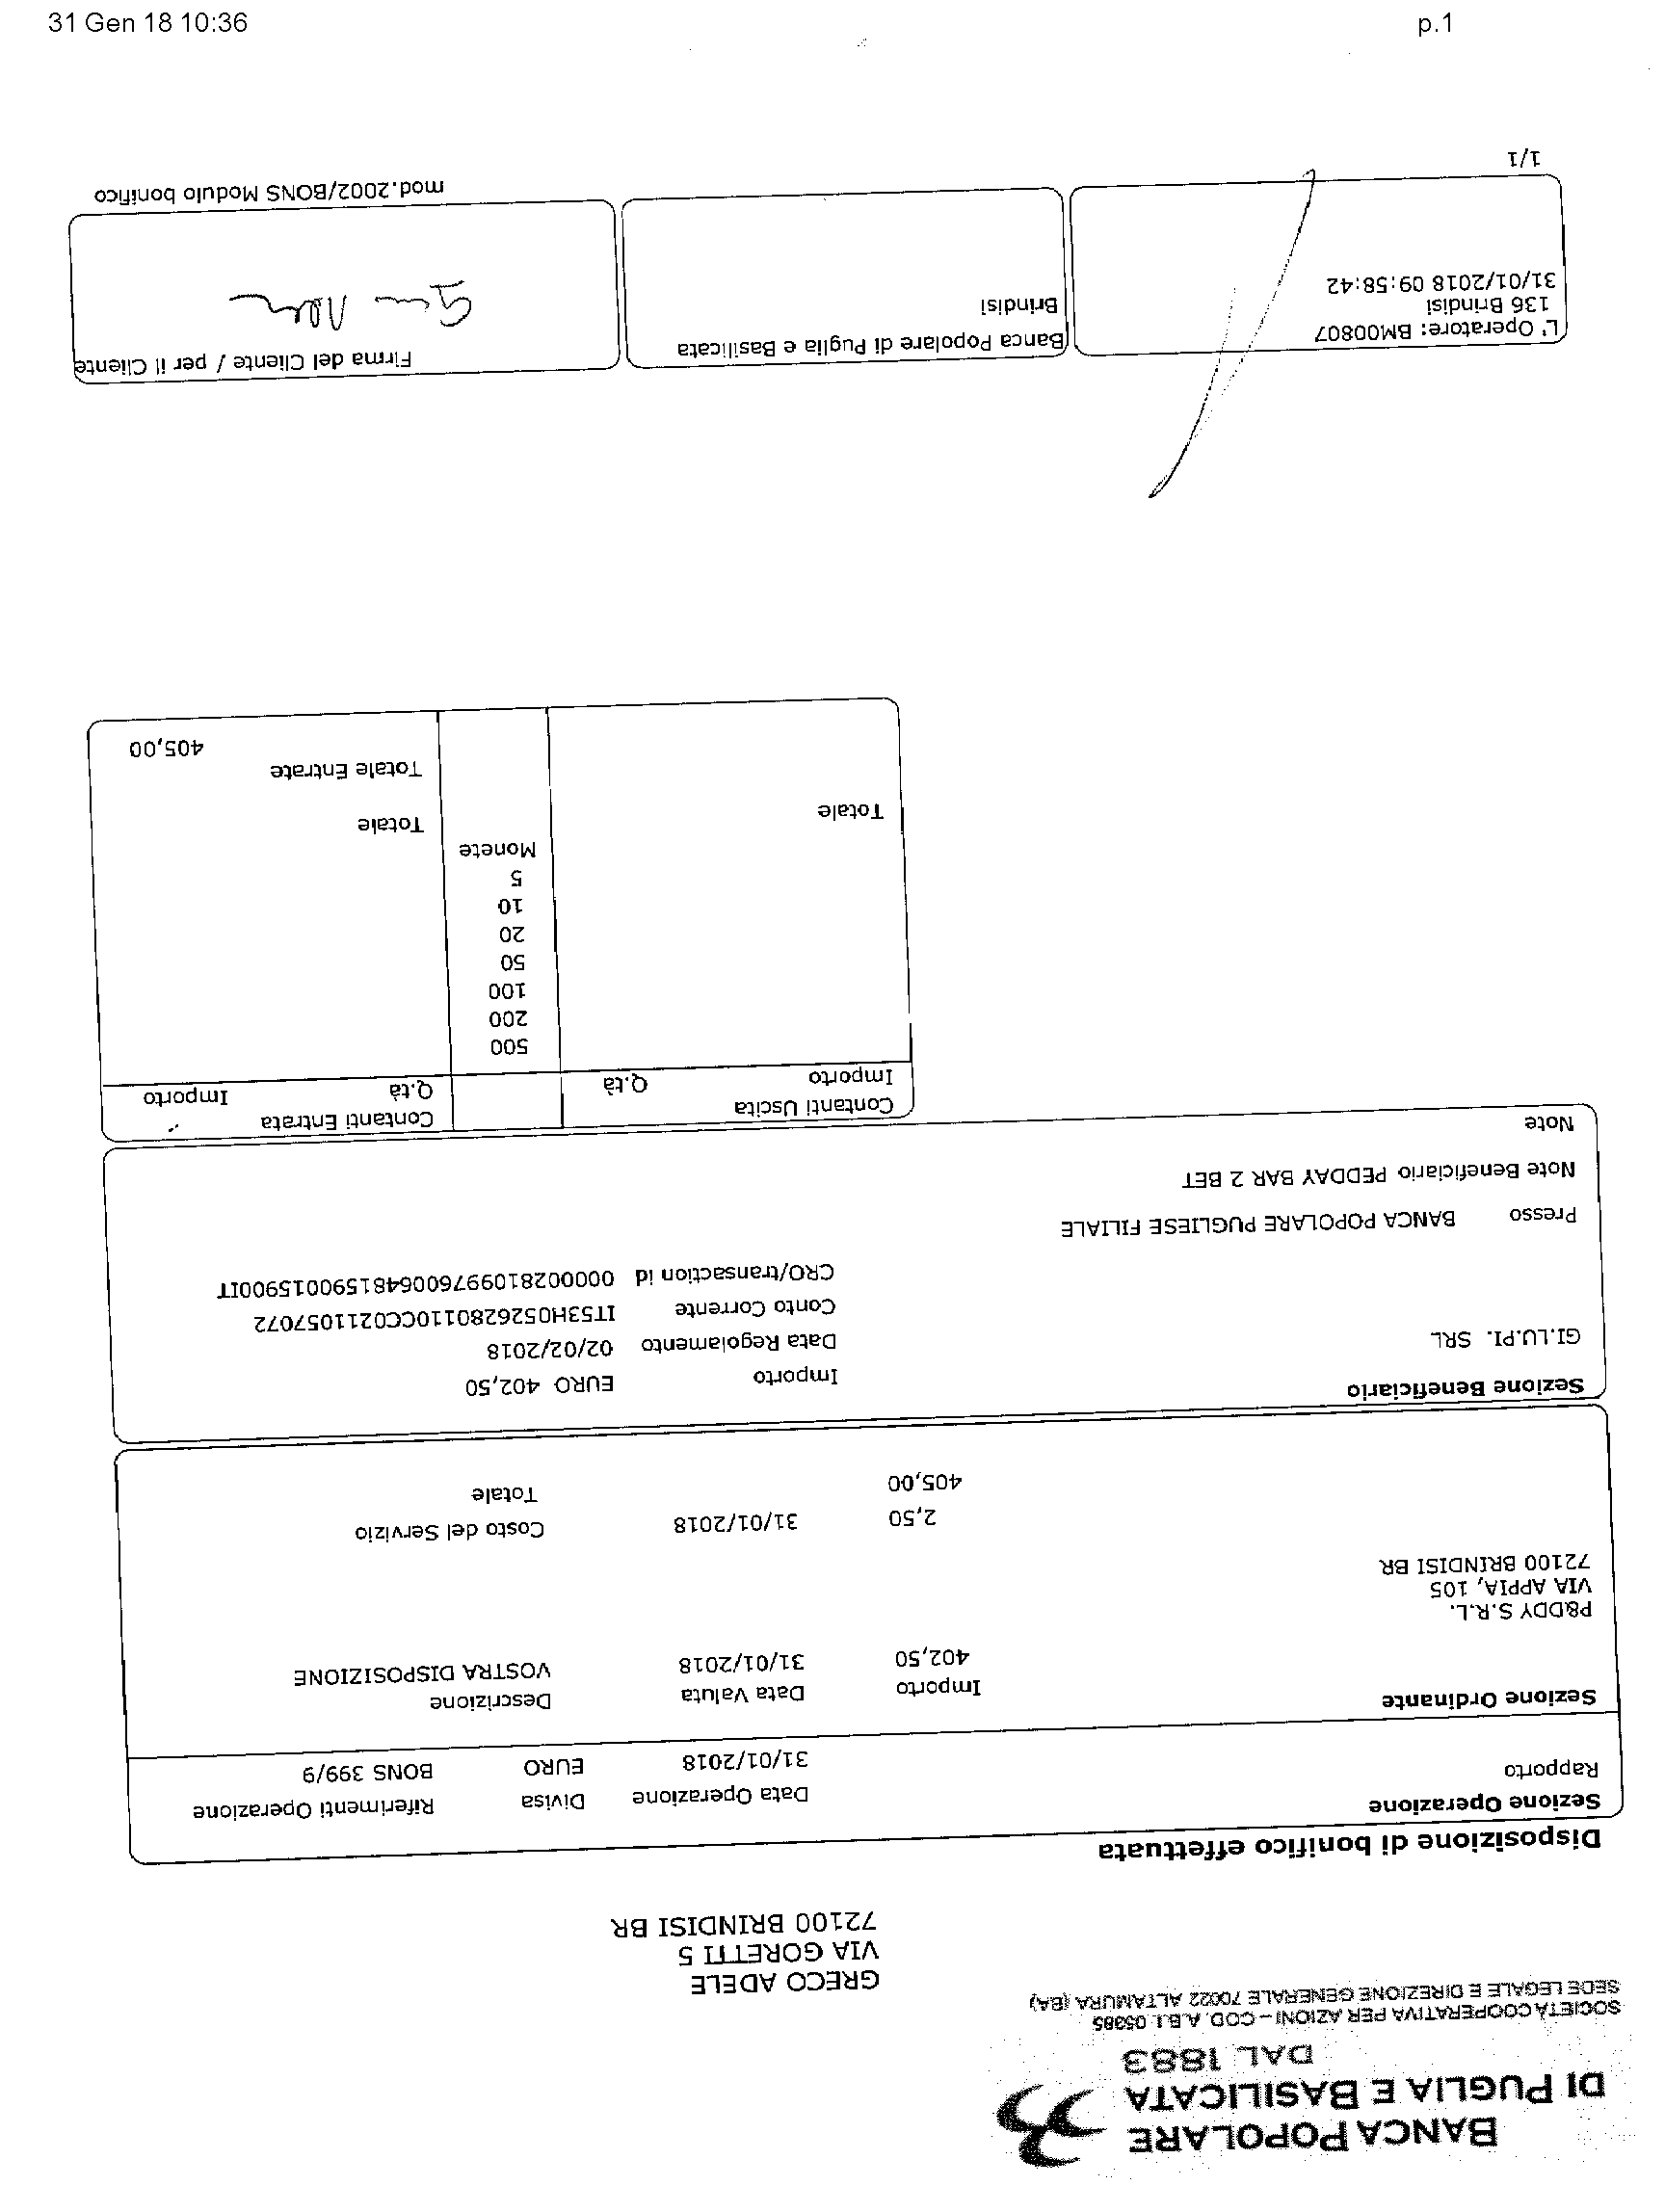 31 Gen 18 10:36 p.1
BANCA POPOLARE
DI PUGLIA E BASILICATA
DAL 1883
SOCIETÀ COOPERATIVA PER AZIONI – COD. A.B.I. 05385
SEDE LEGALE E DIREZIONE GENERALE 70022 ALTAMURA (BA)
GRECO ADELE
VIA GORETTI 5
72100 BRINDISI BR
Disposizione di bonifico effettuata
Sezione Operazione Data Operazione Divisa Riferimenti Operazione
Rapporto 31/01/2018 EURO BONS 399/9
Sezione Ordinante Importo Data Valuta Descrizione
402,50 31/01/2018 VOSTRA DISPOSIZIONE
P&DDY S.R.L.
VIA APPIA, 105
72100 BRINDISI BR
2,50 31/01/2018 Costo del Servizio
405,00 Totale
Sezione Beneficiario Importo EURO 402,50
GI.LU.PI. SRL Data Regolamento 02/02/2018
Conto Corrente IT53H0526280110CC0211057072
CRO/transaction id 0000028109976006481590015900IT
Presso BANCA POPOLARE PUGLIESE FILIALE
Note Beneficiario PEDDAY BAR 2 BET
Note
Contanti Uscita Contanti Entrata
Importo Q.tà Q.tà Importo
500
200
100
50
20
10
5
Monete
Totale Totale
Totale Entrate
405,00
L' Operatore: BM00807 Banca Popolare di Puglia e Basilicata Firma del Cliente / per il Cliente
136 Brindisi Brindisi
31/01/2018 09:58:42
1/1 mod.2002/BONS Modulo bonifico